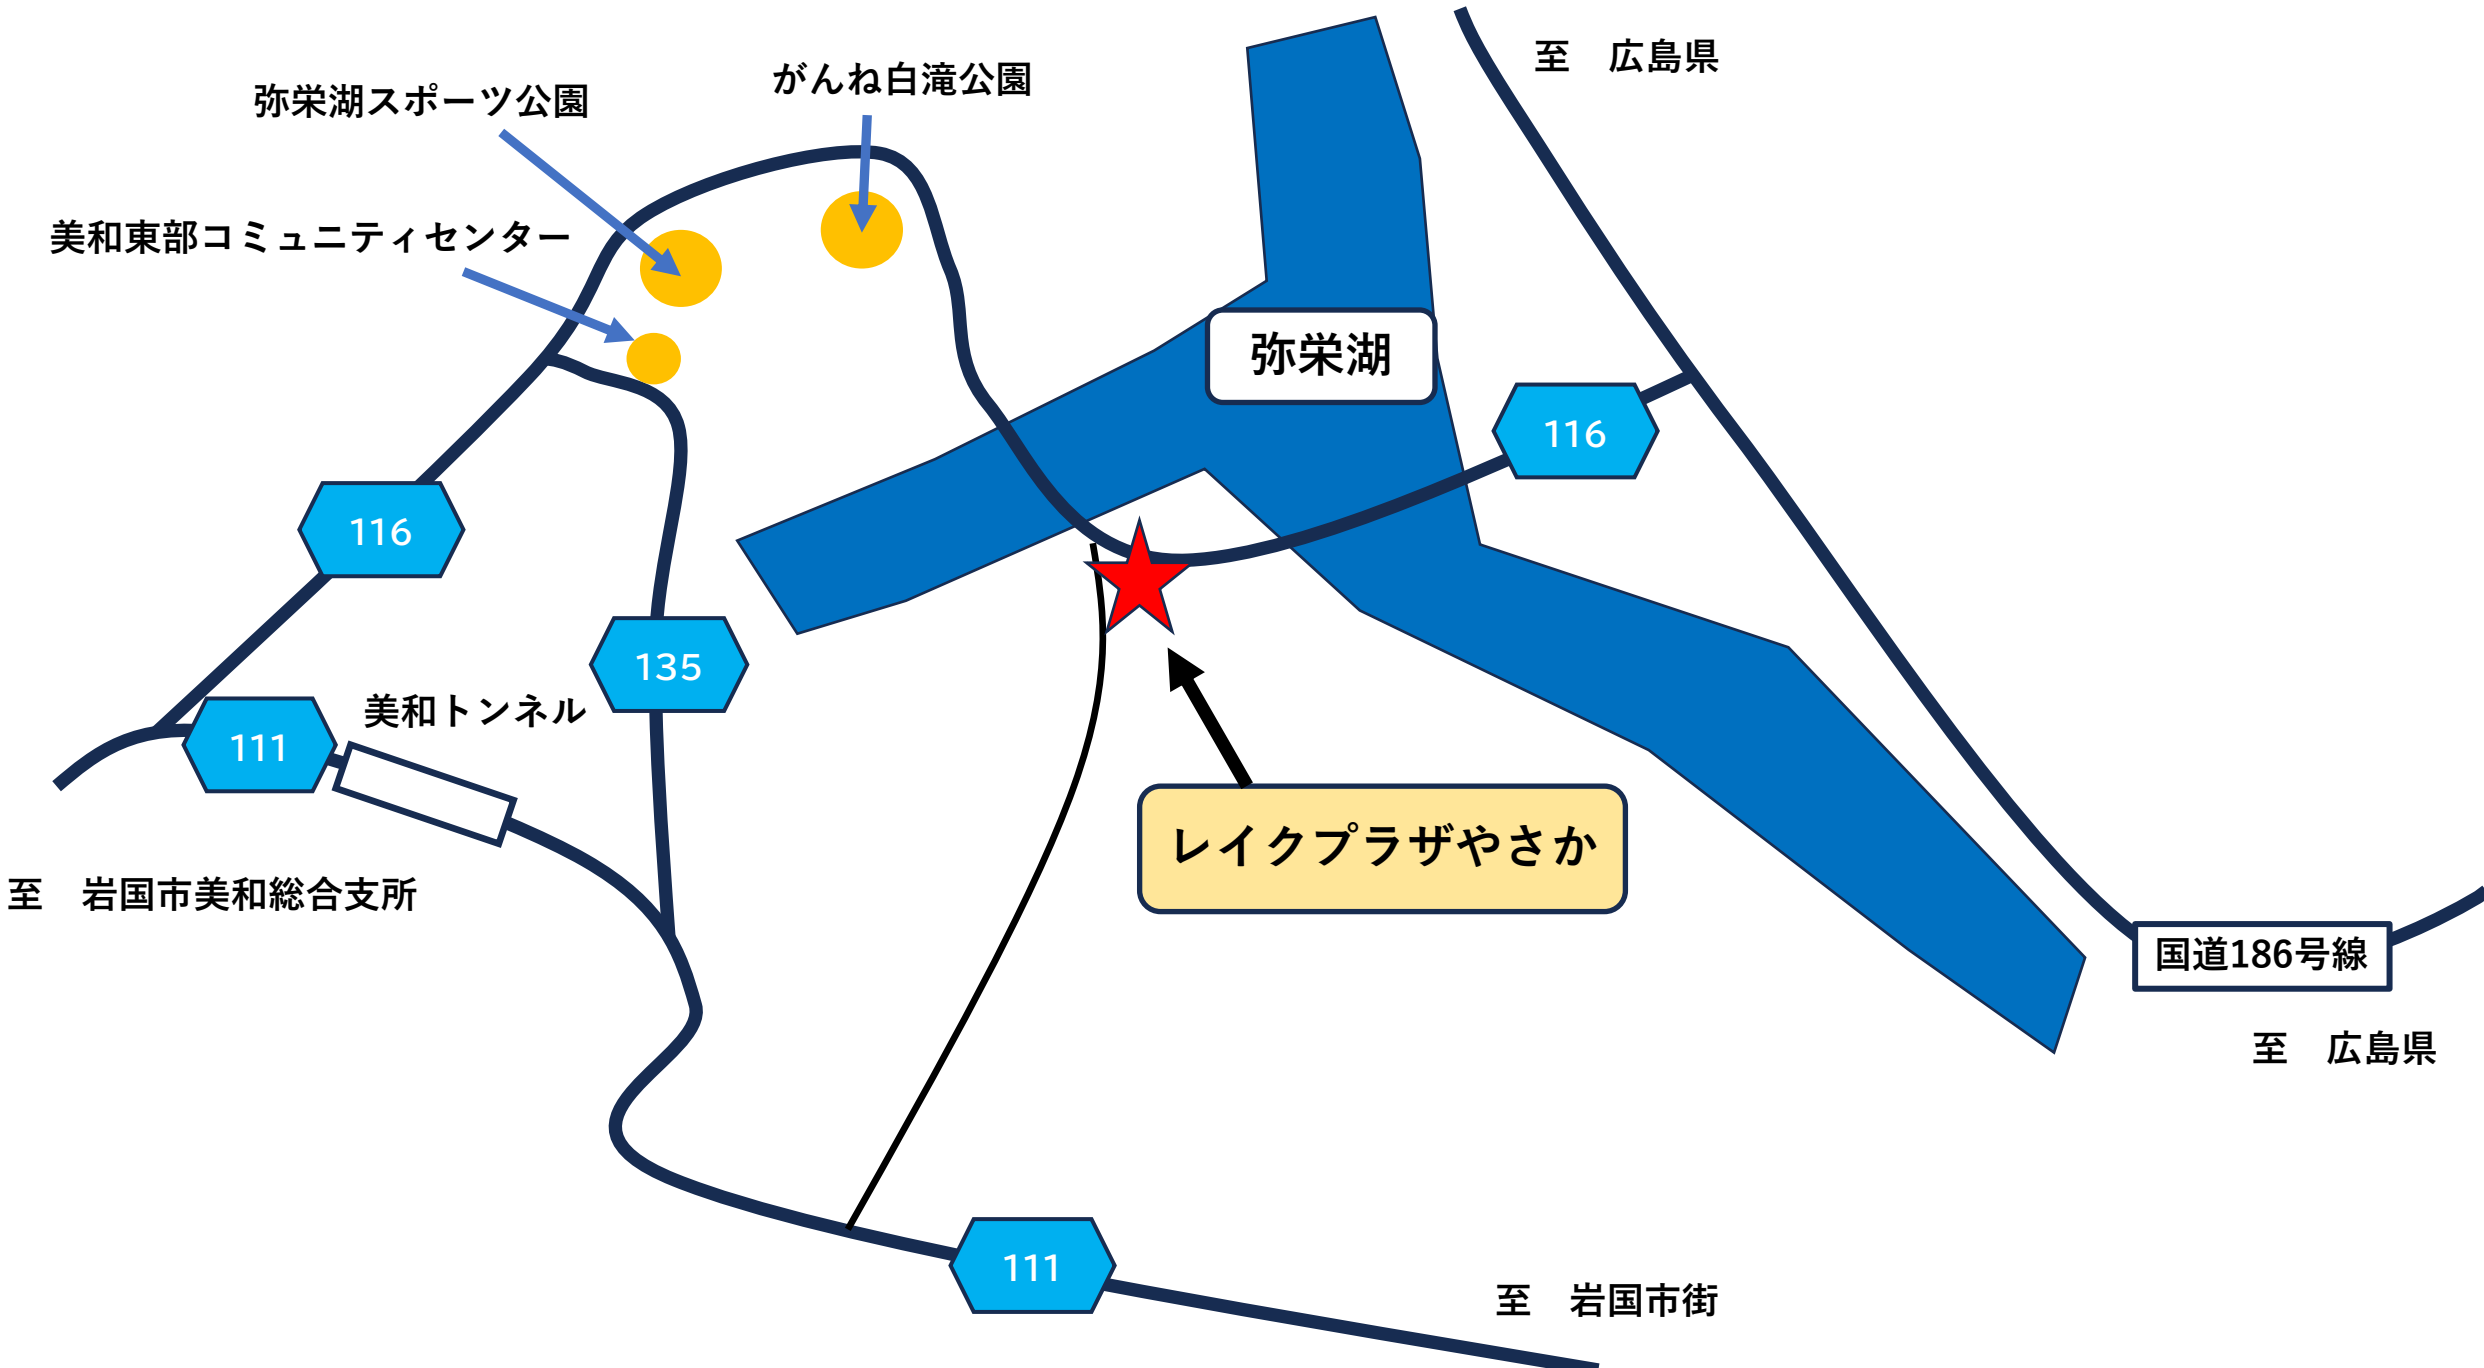 至　広島県
がんね白滝公園
弥栄湖スポーツ公園
美和東部コミュニティセンター
弥栄湖
116
116
135
美和トンネル
111
レイクプラザやさか
至　岩国市美和総合支所
国道186号線
至　広島県
111
至　岩国市街